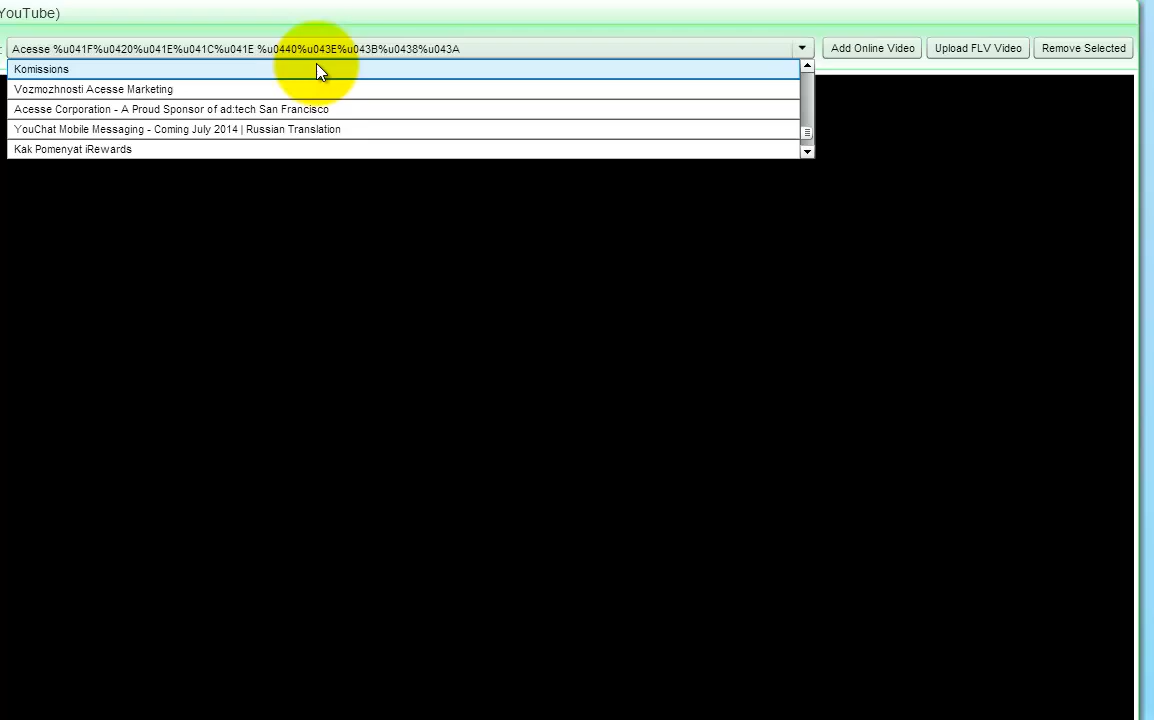 YouTube)
:
Acesse %u041F%u0420%u041E%u041C%u041E %u0440%u043E%u043B%u0438%u043A
Add Online Video
Upload FLV Video
Remove Selected
Komissions
Vozmozhnosti Acesse Marketing
Acesse Corporation - A Proud Sponsor of ad:tech San Francisco
YouChat Mobile Messaging - Coming July 2014 | Russian Translation
Kak Pomenyat iRewards